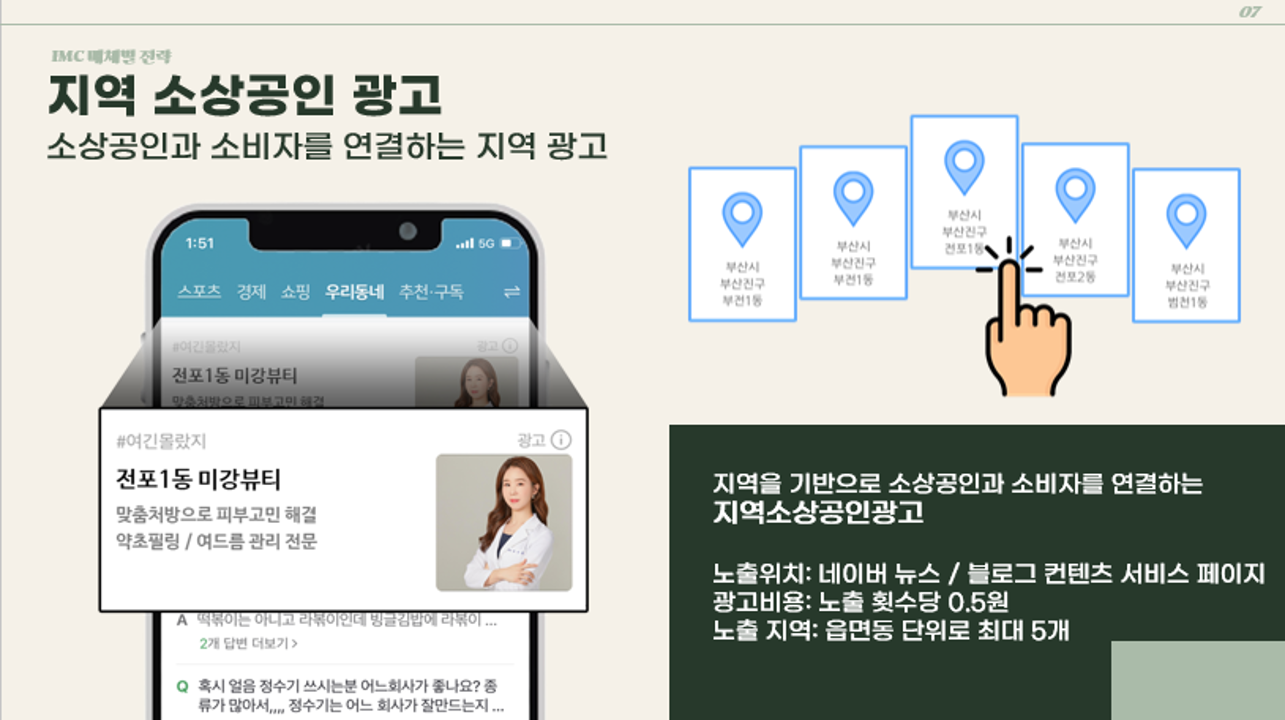 07
IMC 매체별 전략
지역 소상공인 광고
소상공인과 소비자를 연결하는 지역 광고
1:51
5G
스포츠 경제 쇼핑 우리동네 추천·구독
#여긴몰랐지
광고
전포1동 미강뷰티
맞춤처방으로 피부고민 해결
#여긴몰랐지
광고
전포1동 미강뷰티
맞춤처방으로 피부고민 해결
약초필링 / 여드름 관리 전문
A 떡볶이는 아니고 라볶이인데 빙글김밥에 라볶이 ...
2개 답변 더보기 >
Q 혹시 얼음 정수기 쓰시는분 어느회사가 좋나요? 종
류가 많아서,,,, 정수기는 어느 회사가 잘만드는지 ...
부산시
부산진구
부전1동
부산시
부산진구
부전1동
부산시
부산진구
전포1동
부산시
부산진구
전포2동
부산시
부산진구
범천1동
지역을 기반으로 소상공인과 소비자를 연결하는
지역소상공인광고
노출위치: 네이버 뉴스 / 블로그 컨텐츠 서비스 페이지
광고비용: 노출 횟수당 0.5원
노출 지역: 읍면동 단위로 최대 5개